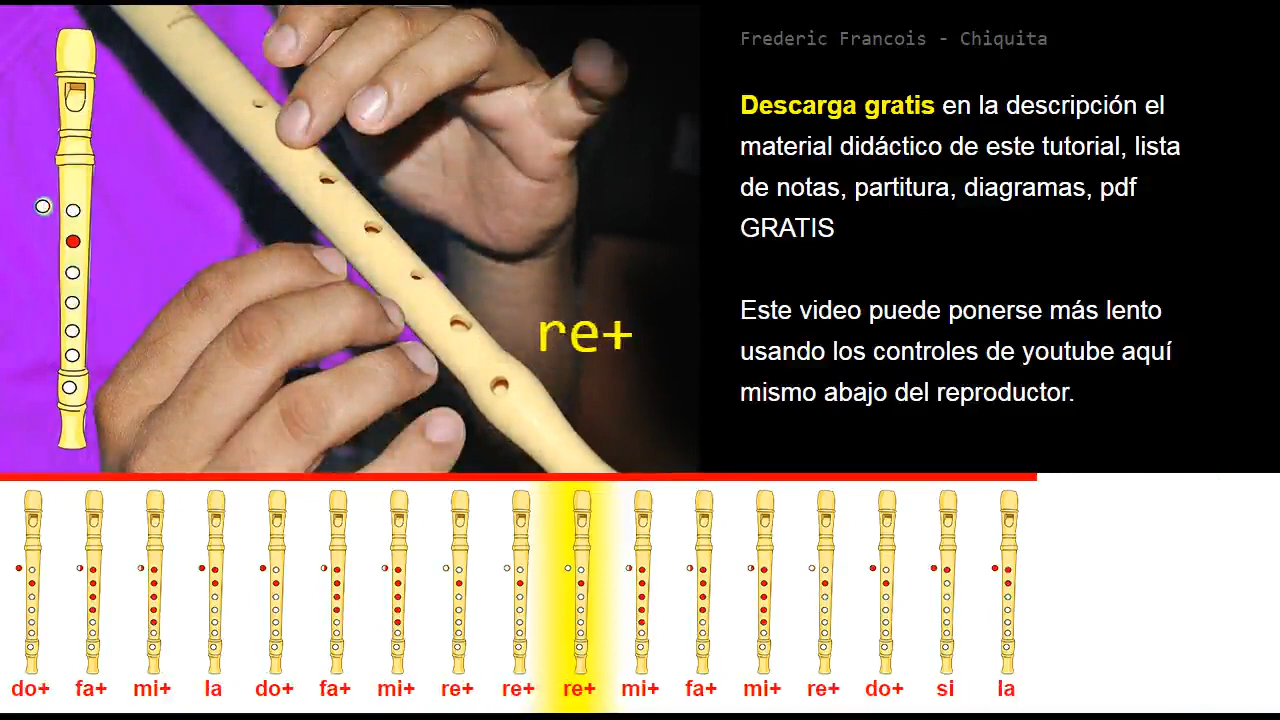 Frederic Francois - Chiquita
Descarga gratis en la descripción el
material didáctico de este tutorial, lista
de notas, partitura, diagramas, pdf
GRATIS
Este video puede ponerse más lento
usando los controles de youtube aquí
mismo abajo del reproductor.
re+
do+ fa+ mi+ la do+ fa+ mi+ re+ re+ re+ mi+ fa+ mi+ re+ do+ si la